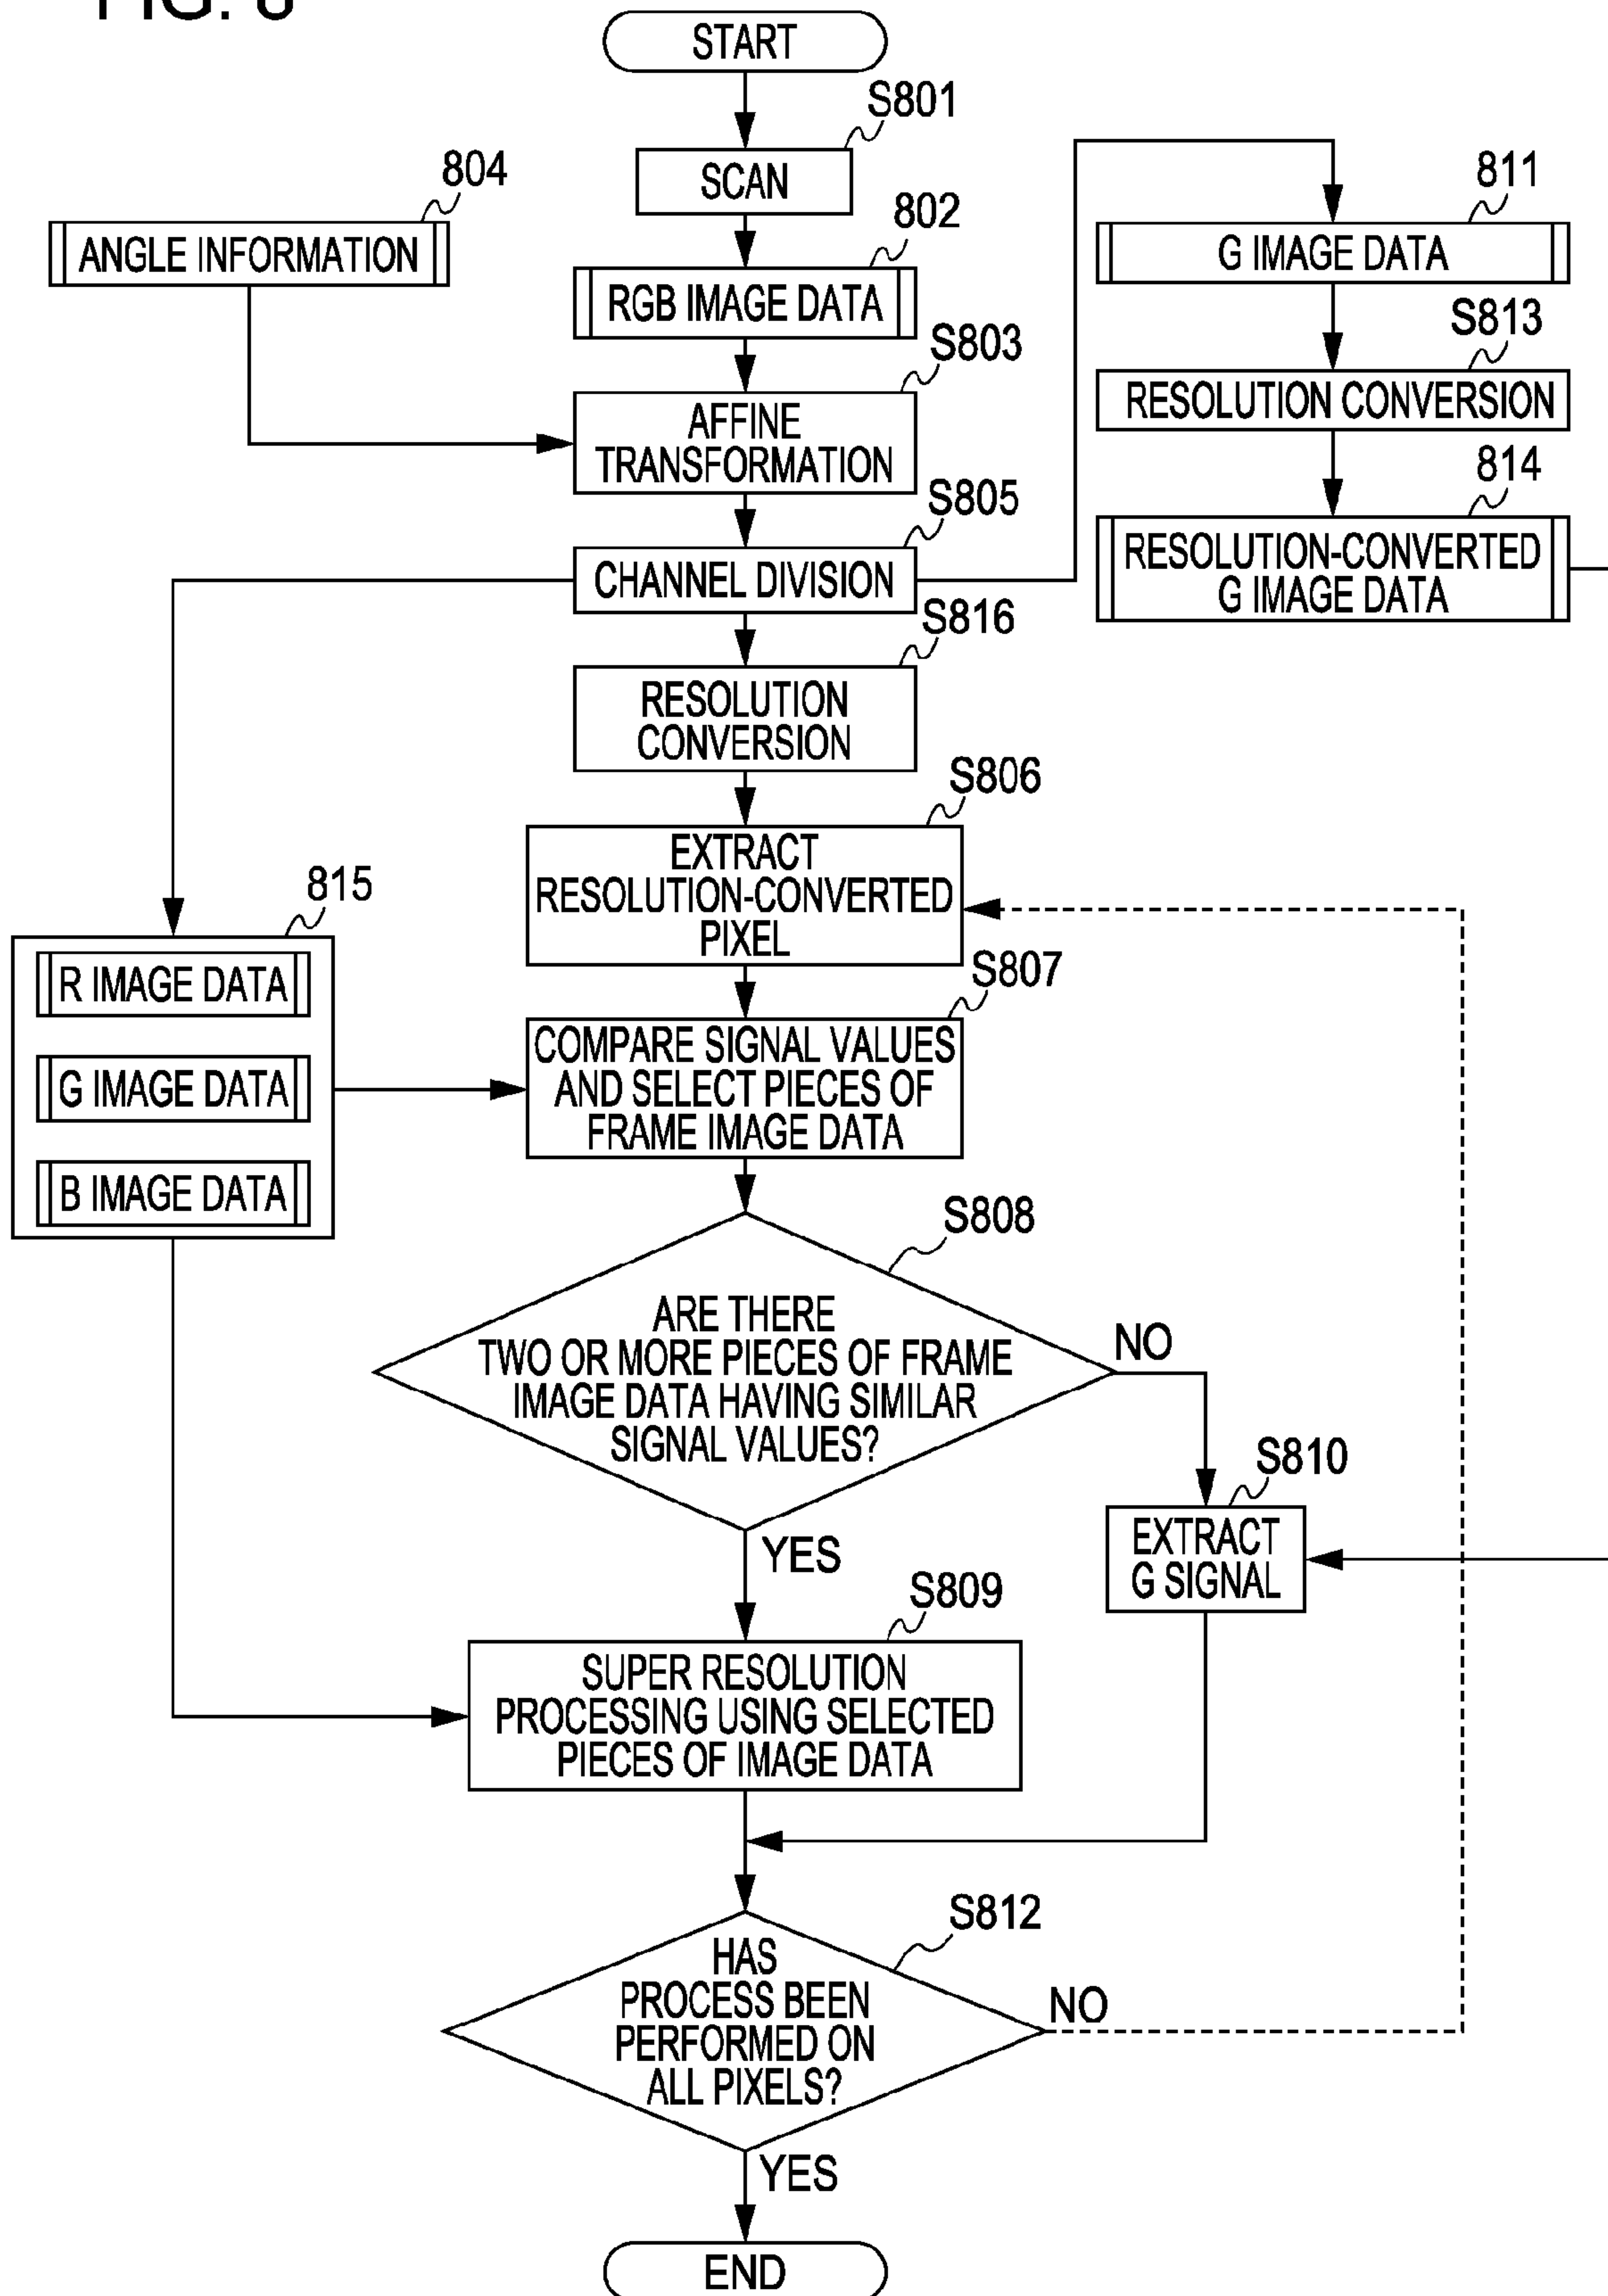 FIG. 8
START
S801
SCAN
804
ANGLE INFORMATION
802
RGB IMAGE DATA
S803
AFFINE
TRANSFORMATION
S805
CHANNEL DIVISION
811
G IMAGE DATA
S813
RESOLUTION CONVERSION
814
RESOLUTION-CONVERTED
G IMAGE DATA
S816
RESOLUTION
CONVERSION
S806
EXTRACT
RESOLUTION-CONVERTED
PIXEL
815
R IMAGE DATA
G IMAGE DATA
B IMAGE DATA
S807
COMPARE SIGNAL VALUES
AND SELECT PIECES OF
FRAME IMAGE DATA
S808
ARE THERE
TWO OR MORE PIECES OF FRAME
IMAGE DATA HAVING SIMILAR
SIGNAL VALUES?
NO
YES
S810
EXTRACT
G SIGNAL
S809
SUPER RESOLUTION
PROCESSING USING SELECTED
PIECES OF IMAGE DATA
S812
HAS
PROCESS BEEN
PERFORMED ON
ALL PIXELS?
NO
YES
END